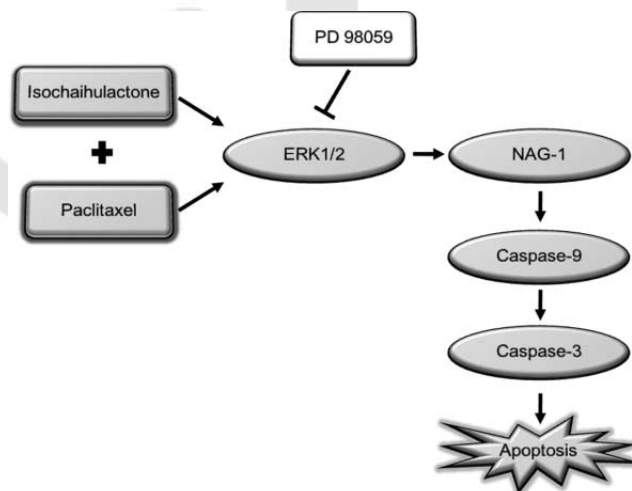 PD 98059
Isochaihulactone
+
ERK1/2
NAG-1
Paclitaxel
Caspase-9
Caspase-3
Apoptosis